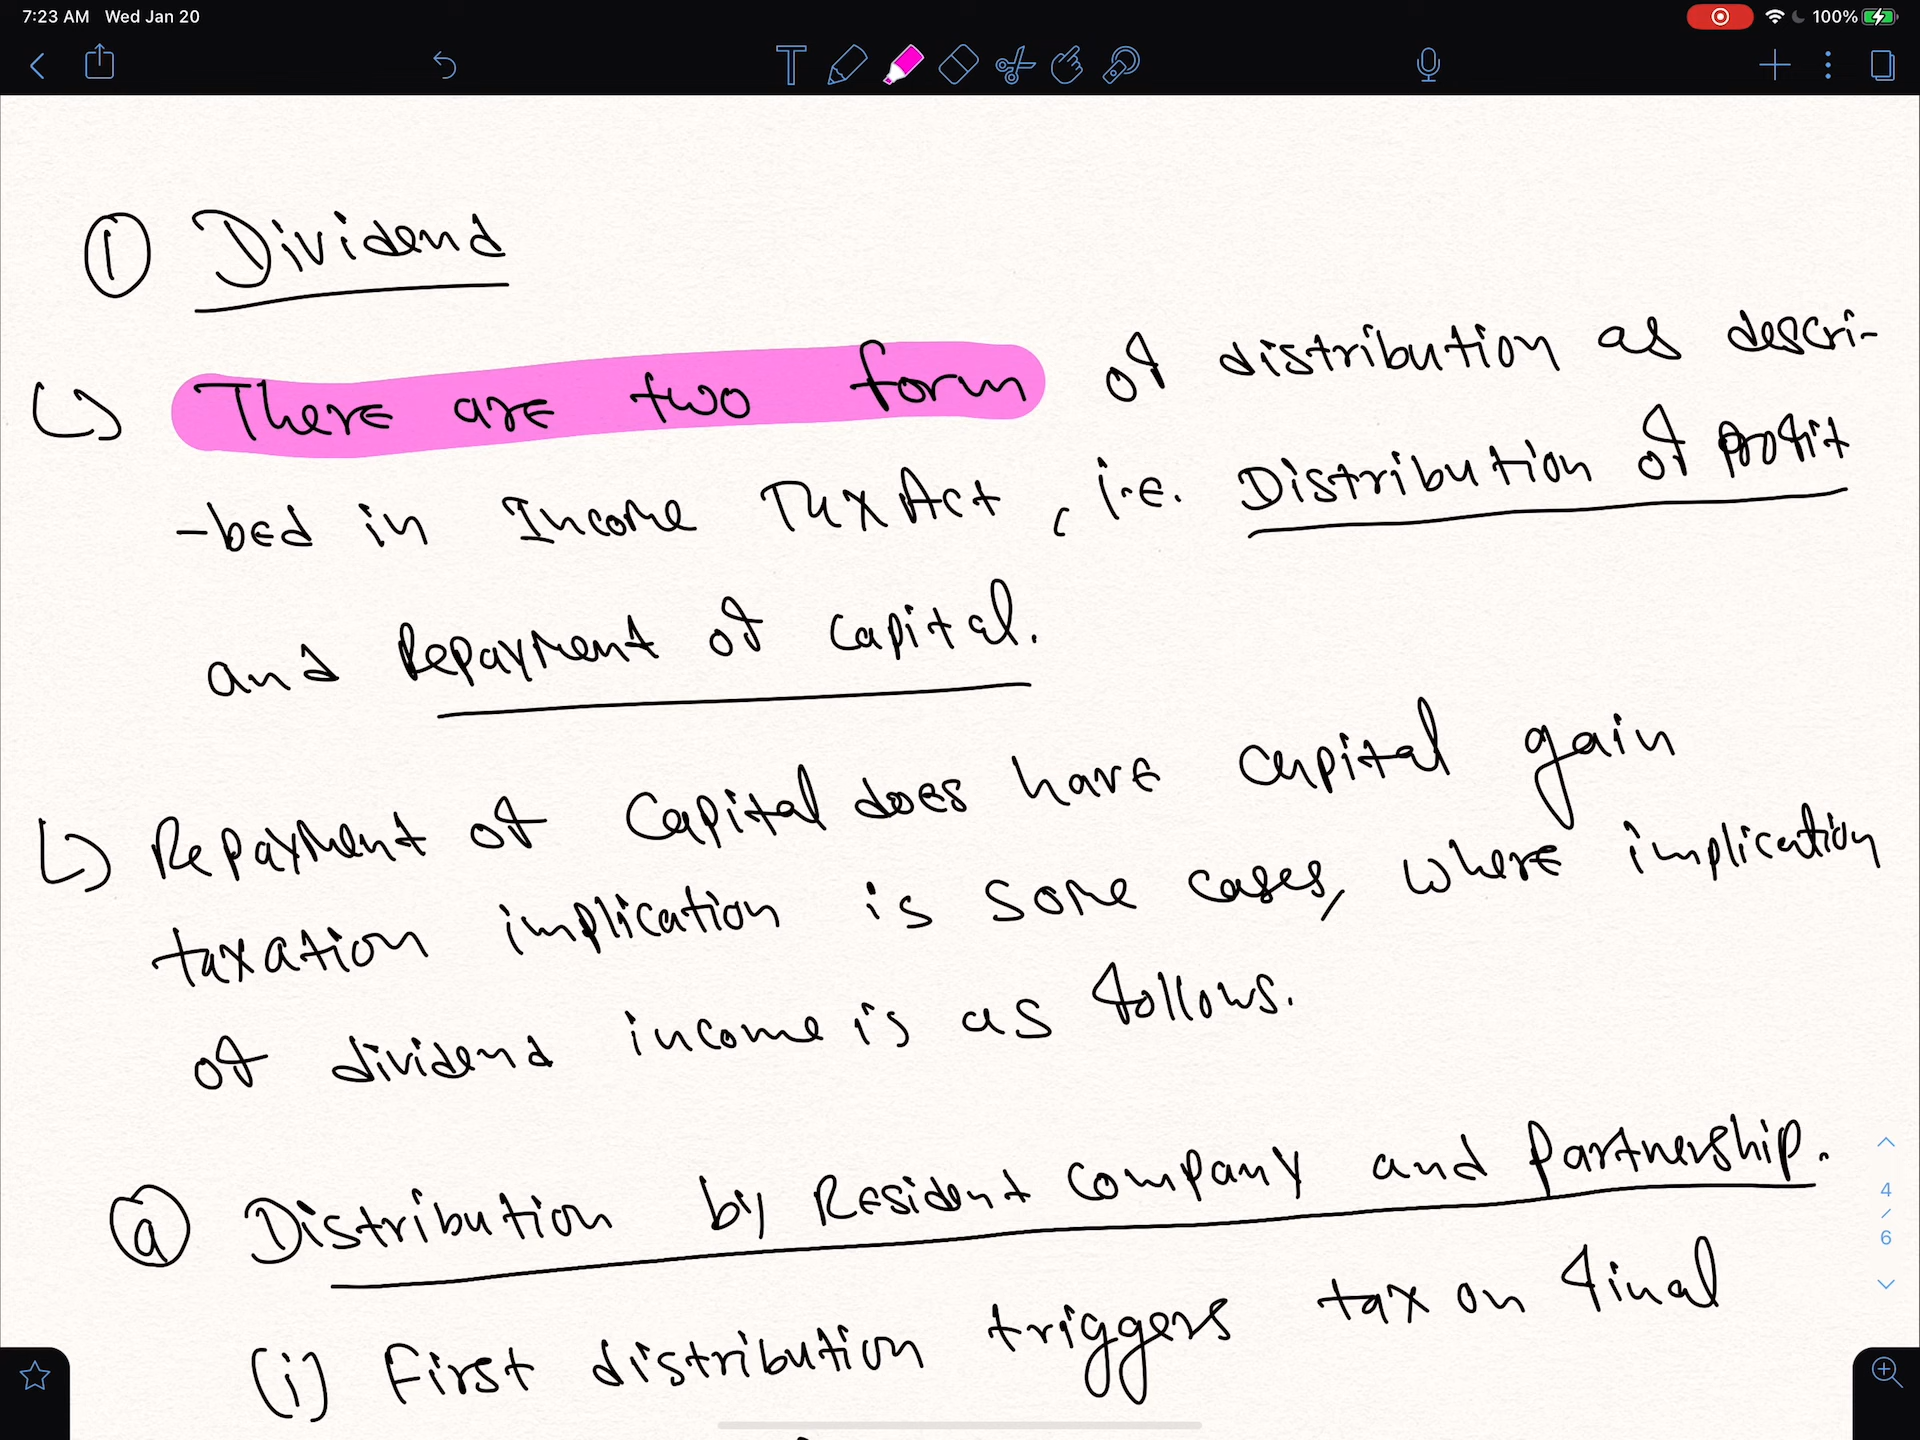 7:23 AM Wed Jan 20
100%
① Dividend
There are two form of distribution as descri-
-bed in Income Tax Act, i.e. Distribution of profit
and Repayment of capital.
Repayment of Capital does have capital gain
taxation implication is some cases, where implication
of dividend income is as follows.
ⓐ Distribution by Resident Company and Partnership.
(i) First distribution triggers tax on final
4
6